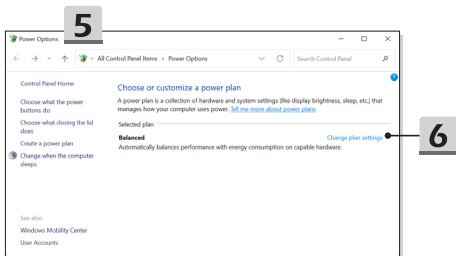 5
Power Options
All Control Panel Items › Power Options
Search Control Panel
Control Panel Home
Choose what the power
buttons do
Choose what closing the lid
does
Create a power plan
Change when the computer
sleeps
See also
Windows Mobility Center
User Accounts
Choose or customize a power plan
A power plan is a collection of hardware and system settings (like display brightness, sleep, etc.) that
manages how your computer uses power. Tell me more about power plans
Selected plan
Balanced
Change plan settings
Automatically balances performance with energy consumption on capable hardware.
6